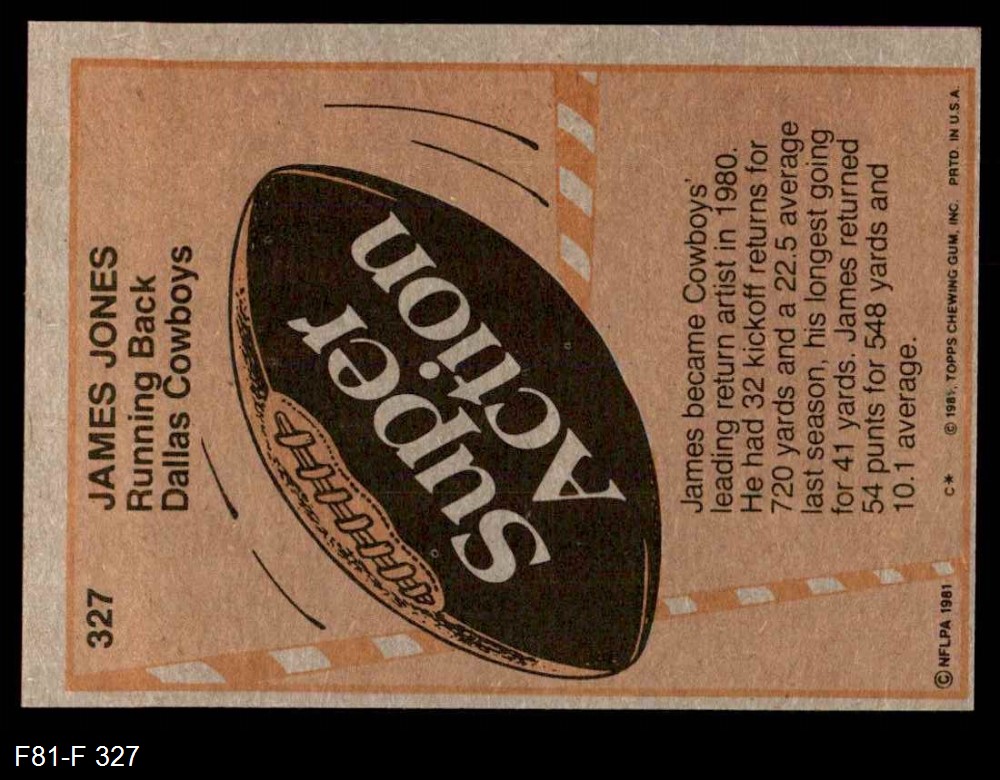 327
JAMES JONES
Running Back
Dallas Cowboys
Super
Action
James became Cowboys'
leading return artist in 1980.
He had 32 kickoff returns for
720 yards and a 22.5 average
last season, his longest going
for 41 yards. James returned
54 punts for 548 yards and
10.1 average.
© NFLPA 1981
C* © 1981, TOPPS CHEWING GUM, INC. PRTD. IN U.S.A.
F81-F 327